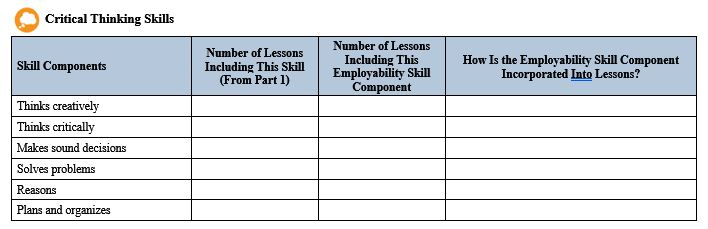 Critical Thinking Skills
Skill Components
Number of Lessons
Including This Skill
(From Part 1)
Number of Lessons
Including This
Employability Skill
Component
How Is the Employability Skill Component
Incorporated Into Lessons?
Thinks creatively
Thinks critically
Makes sound decisions
Solves problems
Reasons
Plans and organizes